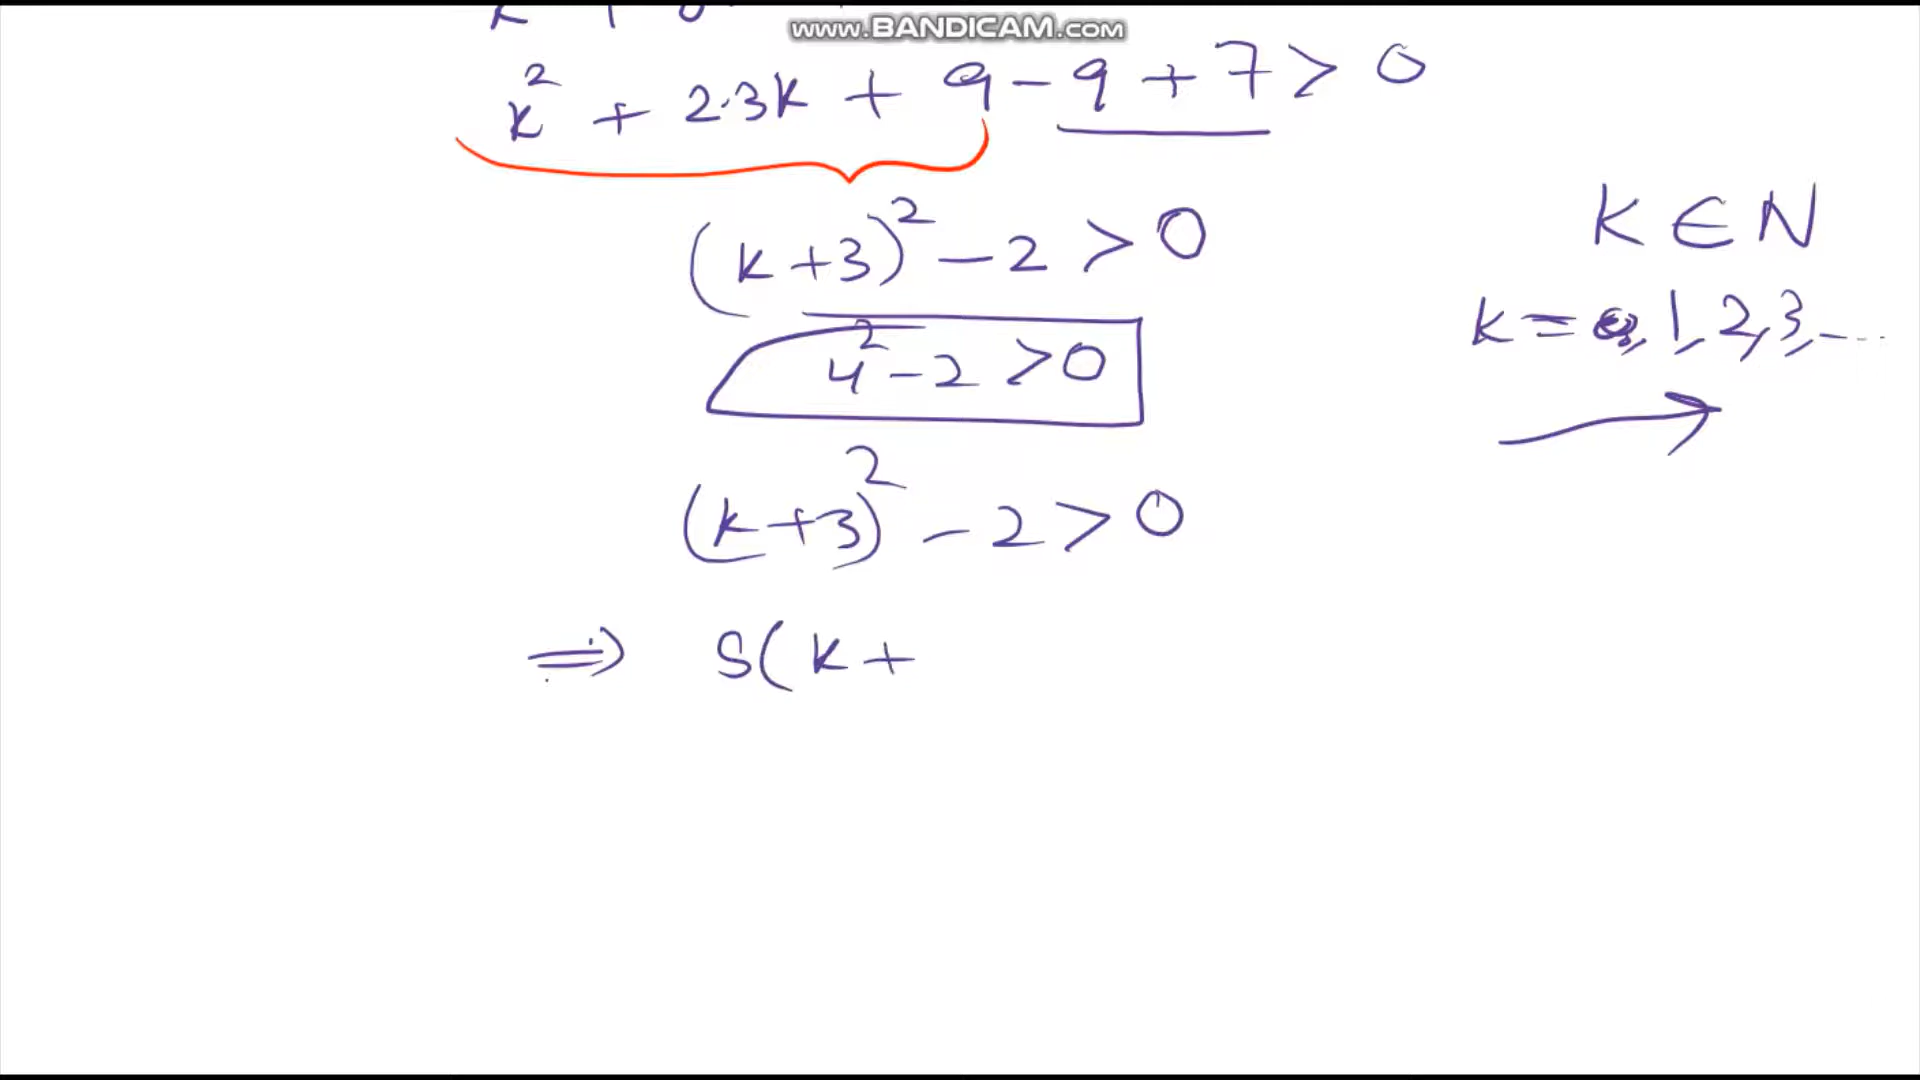 www.BANDICAM.com
k² + 2·3k + 9 - 9 + 7 > 0
(k+3)² - 2 > 0
K ∈ N
4² - 2 > 0
k = 1, 2, 3, ...
(k+3)² - 2 > 0
⇒ S( k +